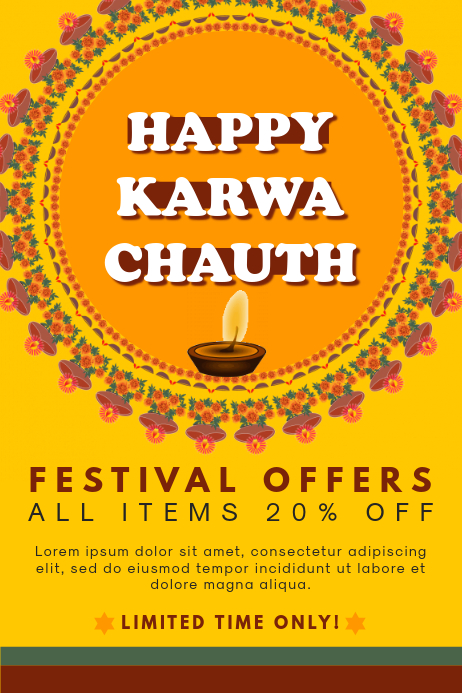 HAPPY
KARWA
CHAUTH
FESTIVAL OFFERS
ALL ITEMS 20% OFF
Lorem ipsum dolor sit amet, consectetur adipiscing
elit, sed do eiusmod tempor incididunt ut labore et
dolore magna aliqua.
LIMITED TIME ONLY!